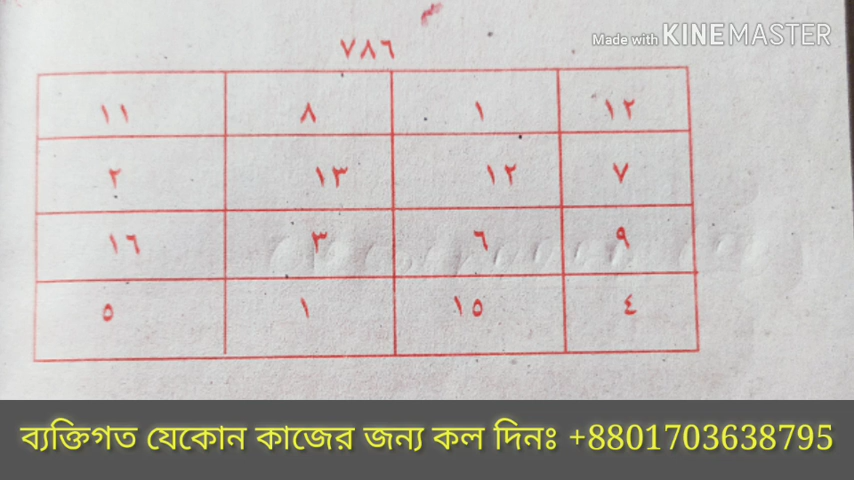 Made with KINEMASTER
٧٨٦
١١ ٨ ١ ١٢
٢ ١٣ ١٢ ٧
١٦ ٣ ٦ ٩
٥ ١ ١٥ ٤
ব্যক্তিগত যেকোন কাজের জন্য কল দিনঃ +8801703638795